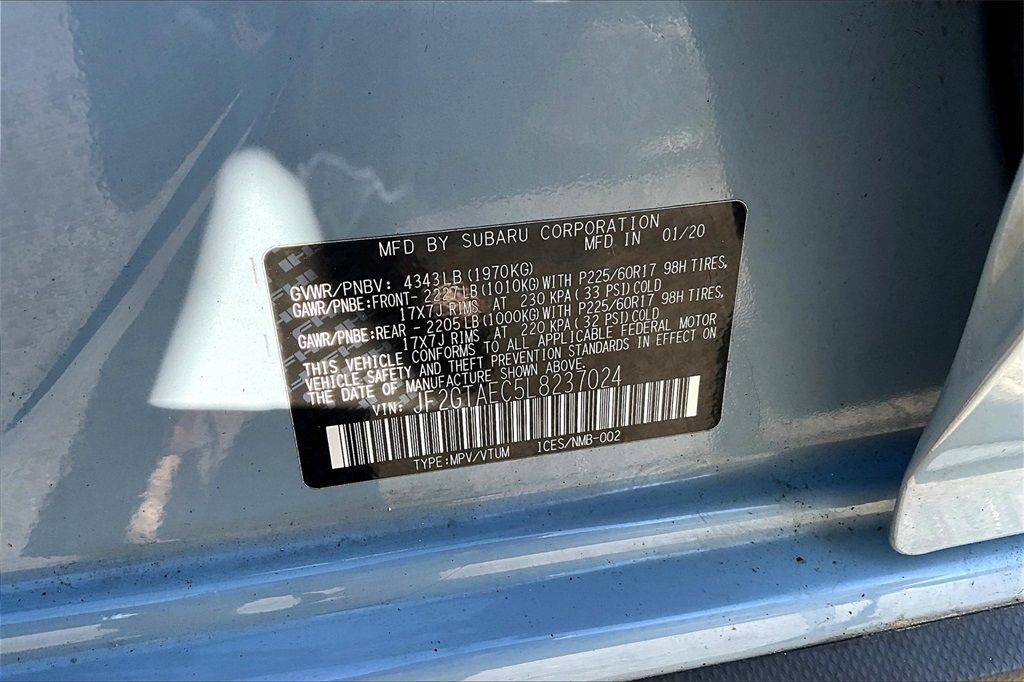 MFD BY SUBARU CORPORATION
MFD IN 01/20
GVWR/PNBV: 4343LB(1970KG)
GAWR/PNBE:FRONT- 2227LB(1010KG)WITH P225/60R17 98H TIRES,
17X7J RIMS AT 230 KPA(33 PSI)COLD
GAWR/PNBE:REAR - 2205LB(1000KG)WITH P225/60R17 98H TIRES,
17X7J RIMS AT 220 KPA(32 PSI)COLD
THIS VEHICLE CONFORMS TO ALL APPLICABLE FEDERAL MOTOR
VEHICLE SAFETY AND THEFT PREVENTION STANDARDS IN EFFECT ON
THE DATE OF MANUFACTURE SHOWN ABOVE.
VIN: JF2GTAEC5L8237024
TYPE:MPV/VTUM ICES/NMB-002